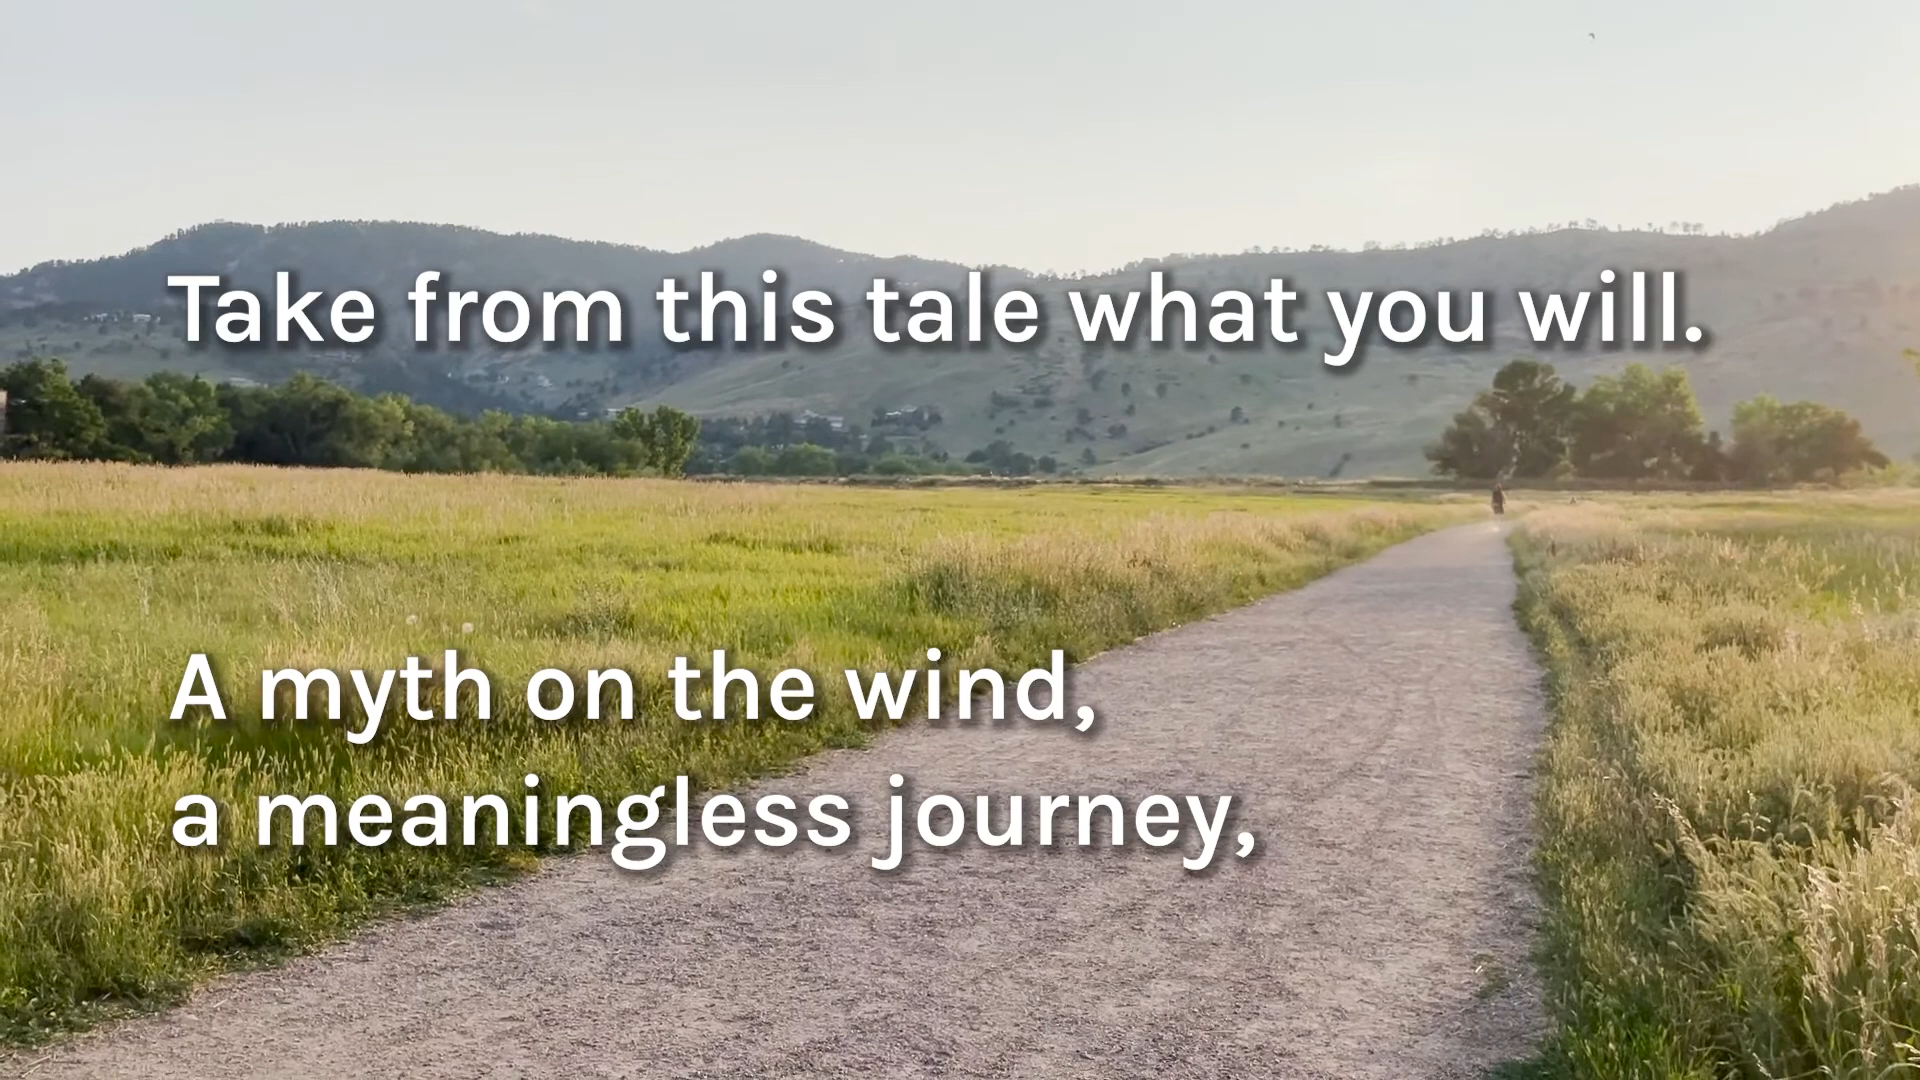 Take from this tale what you will.
A myth on the wind,
a meaningless journey,